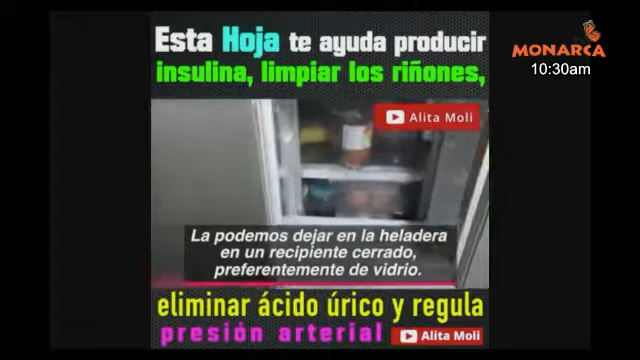 Esta Hoja te ayuda producir
insulina, limpiar los riñones,
MONARCA
10:30am
Alita Moli
La podemos dejar en la heladera
en un recipiente cerrado,
preferentemente de vidrio.
eliminar ácido úrico y regula
presión arterial
Alita Moli